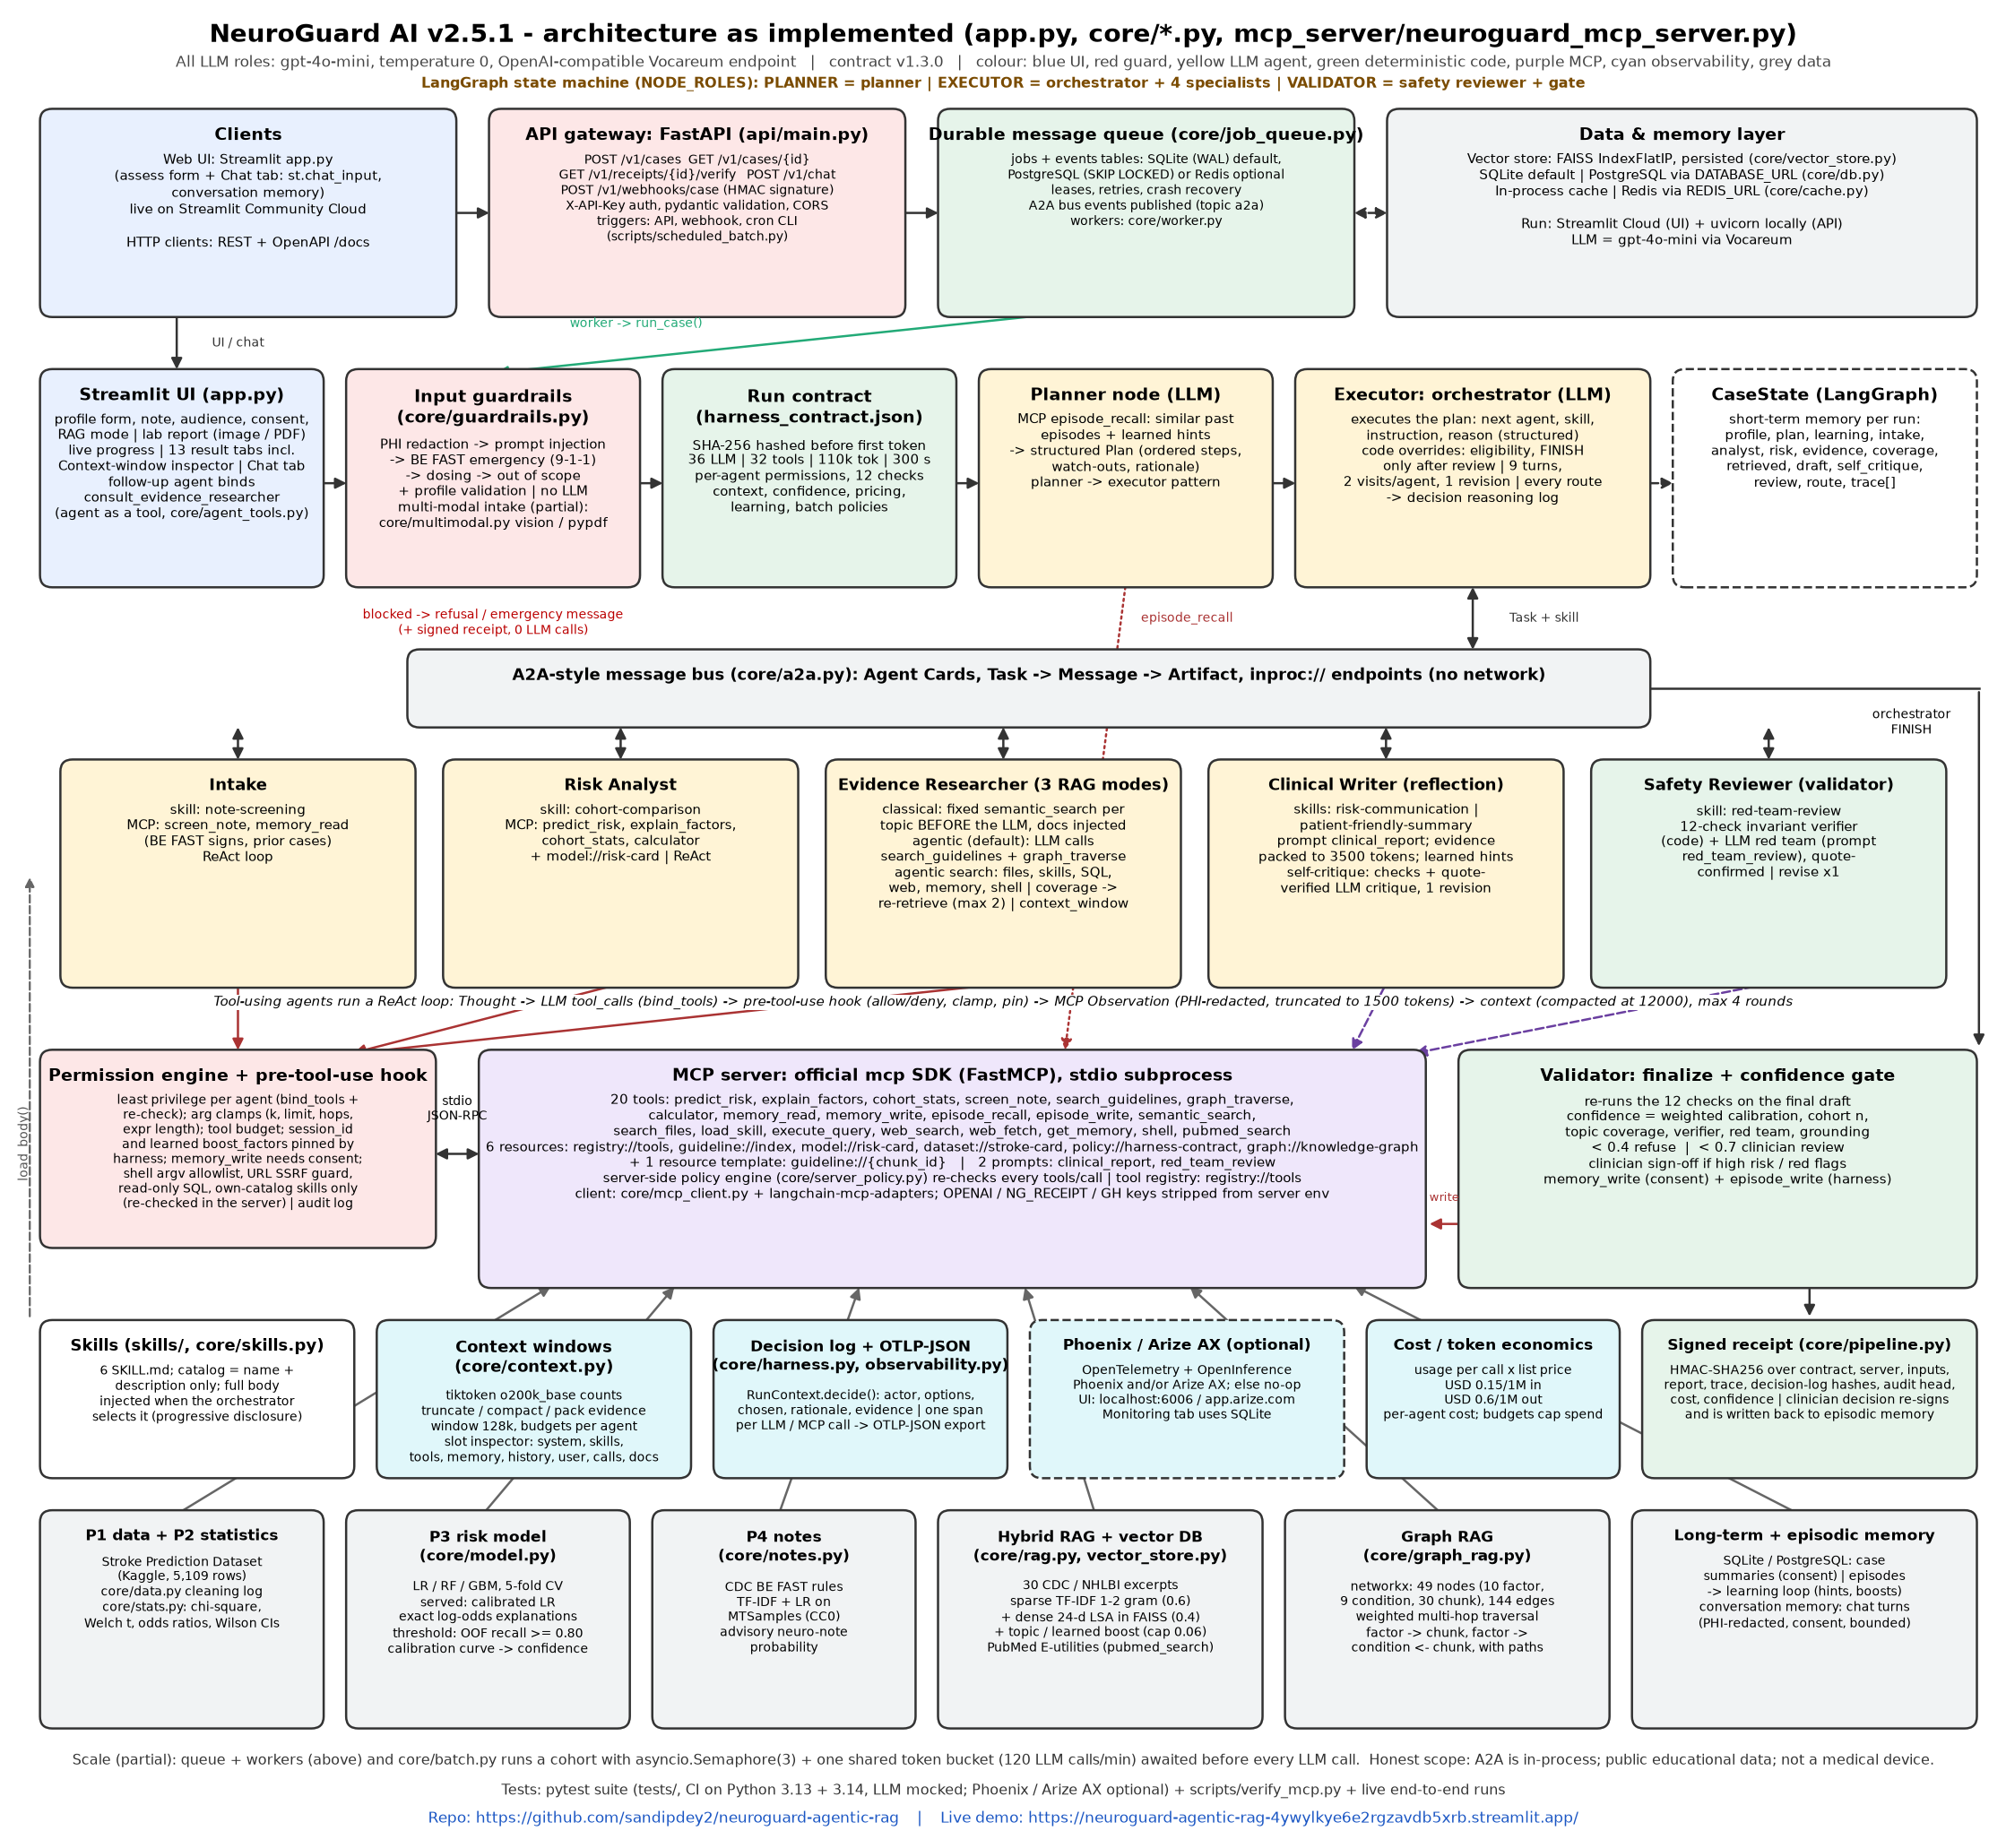 NeuroGuard AI v2.5.1 - architecture as implemented (app.py, core/*.py, mcp_server/neuroguard_mcp_server.py)
All LLM roles: gpt-4o-mini, temperature 0, OpenAI-compatible Vocareum endpoint | contract v1.3.0 | colour: blue UI, red guard, yellow LLM agent, green deterministic code, purple MCP, cyan observability, grey data
LangGraph state machine (NODE_ROLES): PLANNER = planner | EXECUTOR = orchestrator + 4 specialists | VALIDATOR = safety reviewer + gate
Clients
Web UI: Streamlit app.py
(assess form + Chat tab: st.chat_input,
conversation memory)
live on Streamlit Community Cloud
HTTP clients: REST + OpenAPI /docs
API gateway: FastAPI (api/main.py)
POST /v1/cases GET /v1/cases/{id}
GET /v1/receipts/{id}/verify POST /v1/chat
POST /v1/webhooks/case (HMAC signature)
X-API-Key auth, pydantic validation, CORS
triggers: API, webhook, cron CLI
(scripts/scheduled_batch.py)
Durable message queue (core/job_queue.py)
jobs + events tables: SQLite (WAL) default,
PostgreSQL (SKIP LOCKED) or Redis optional
leases, retries, crash recovery
A2A bus events published (topic a2a)
workers: core/worker.py
Data & memory layer
Vector store: FAISS IndexFlatIP, persisted (core/vector_store.py)
SQLite default | PostgreSQL via DATABASE_URL (core/db.py)
In-process cache | Redis via REDIS_URL (core/cache.py)
Run: Streamlit Cloud (UI) + uvicorn locally (API)
LLM = gpt-4o-mini via Vocareum
worker -> run_case()
UI / chat
Streamlit UI (app.py)
profile form, note, audience, consent,
RAG mode | lab report (image / PDF)
live progress | 13 result tabs incl.
Context-window inspector | Chat tab
follow-up agent binds
consult_evidence_researcher
(agent as a tool, core/agent_tools.py)
Input guardrails
(core/guardrails.py)
PHI redaction -> prompt injection
-> BE FAST emergency (9-1-1)
-> dosing -> out of scope
+ profile validation | no LLM
multi-modal intake (partial):
core/multimodal.py vision / pypdf
Run contract
(harness_contract.json)
SHA-256 hashed before first token
36 LLM | 32 tools | 110k tok | 300 s
per-agent permissions, 12 checks
context, confidence, pricing,
learning, batch policies
Planner node (LLM)
MCP episode_recall: similar past
episodes + learned hints
-> structured Plan (ordered steps,
watch-outs, rationale)
planner -> executor pattern
Executor: orchestrator (LLM)
executes the plan: next agent, skill,
instruction, reason (structured)
code overrides: eligibility, FINISH
only after review | 9 turns,
2 visits/agent, 1 revision | every route
-> decision reasoning log
CaseState (LangGraph)
short-term memory per run:
profile, plan, learning, intake,
analyst, risk, evidence, coverage,
retrieved, draft, self_critique,
review, route, trace[]
blocked -> refusal / emergency message
(+ signed receipt, 0 LLM calls)
episode_recall
Task + skill
A2A-style message bus (core/a2a.py): Agent Cards, Task -> Message -> Artifact, inproc:// endpoints (no network)
orchestrator
FINISH
Intake
skill: note-screening
MCP: screen_note, memory_read
(BE FAST signs, prior cases)
ReAct loop
Risk Analyst
skill: cohort-comparison
MCP: predict_risk, explain_factors,
cohort_stats, calculator
+ model://risk-card | ReAct
Evidence Researcher (3 RAG modes)
classical: fixed semantic_search per
topic BEFORE the LLM, docs injected
agentic (default): LLM calls
search_guidelines + graph_traverse
agentic search: files, skills, SQL,
web, memory, shell | coverage ->
re-retrieve (max 2) | context_window
Clinical Writer (reflection)
skills: risk-communication |
patient-friendly-summary
prompt clinical_report; evidence
packed to 3500 tokens; learned hints
self-critique: checks + quote-
verified LLM critique, 1 revision
Safety Reviewer (validator)
skill: red-team-review
12-check invariant verifier
(code) + LLM red team (prompt
red_team_review), quote-
confirmed | revise x1
Tool-using agents run a ReAct loop: Thought -> LLM tool_calls (bind_tools) -> pre-tool-use hook (allow/deny, clamp, pin) -> MCP Observation (PHI-redacted, truncated to 1500 tokens) -> context (compacted at 12000), max 4 rounds
load_body()
Permission engine + pre-tool-use hook
least privilege per agent (bind_tools +
re-check); arg clamps (k, limit, hops,
expr length); tool budget; session_id
and learned boost_factors pinned by
harness; memory_write needs consent;
shell argv allowlist, URL SSRF guard,
read-only SQL, own-catalog skills only
(re-checked in the server) | audit log
stdio
JSON-RPC
MCP server: official mcp SDK (FastMCP), stdio subprocess
20 tools: predict_risk, explain_factors, cohort_stats, screen_note, search_guidelines, graph_traverse,
calculator, memory_read, memory_write, episode_recall, episode_write, semantic_search,
search_files, load_skill, execute_query, web_search, web_fetch, get_memory, shell, pubmed_search
6 resources: registry://tools, guideline://index, model://risk-card, dataset://stroke-card, policy://harness-contract, graph://knowledge-graph
+ 1 resource template: guideline://{chunk_id} | 2 prompts: clinical_report, red_team_review
server-side policy engine (core/server_policy.py) re-checks every tools/call | tool registry: registry://tools
client: core/mcp_client.py + langchain-mcp-adapters; OPENAI / NG_RECEIPT / GH keys stripped from server env
write
Validator: finalize + confidence gate
re-runs the 12 checks on the final draft
confidence = weighted calibration, cohort n,
topic coverage, verifier, red team, grounding
< 0.4 refuse | < 0.7 clinician review
clinician sign-off if high risk / red flags
memory_write (consent) + episode_write (harness)
Skills (skills/, core/skills.py)
6 SKILL.md; catalog = name +
description only; full body
injected when the orchestrator
selects it (progressive disclosure)
Context windows
(core/context.py)
tiktoken o200k_base counts
truncate / compact / pack evidence
window 128k, budgets per agent
slot inspector: system, skills,
tools, memory, history, user, calls, docs
Decision log + OTLP-JSON
(core/harness.py, observability.py)
RunContext.decide(): actor, options,
chosen, rationale, evidence | one span
per LLM / MCP call -> OTLP-JSON export
Phoenix / Arize AX (optional)
OpenTelemetry + OpenInference
Phoenix and/or Arize AX; else no-op
UI: localhost:6006 / app.arize.com
Monitoring tab uses SQLite
Cost / token economics
usage per call x list price
USD 0.15/1M in
USD 0.6/1M out
per-agent cost; budgets cap spend
Signed receipt (core/pipeline.py)
HMAC-SHA256 over contract, server, inputs,
report, trace, decision-log hashes, audit head,
cost, confidence | clinician decision re-signs
and is written back to episodic memory
P1 data + P2 statistics
Stroke Prediction Dataset
(Kaggle, 5,109 rows)
core/data.py cleaning log
core/stats.py: chi-square,
Welch t, odds ratios, Wilson CIs
P3 risk model
(core/model.py)
LR / RF / GBM, 5-fold CV
served: calibrated LR
exact log-odds explanations
threshold: OOF recall >= 0.80
calibration curve -> confidence
P4 notes
(core/notes.py)
CDC BE FAST rules
TF-IDF + LR on
MTSamples (CC0)
advisory neuro-note
probability
Hybrid RAG + vector DB
(core/rag.py, vector_store.py)
30 CDC / NHLBI excerpts
sparse TF-IDF 1-2 gram (0.6)
+ dense 24-d LSA in FAISS (0.4)
+ topic / learned boost (cap 0.06)
PubMed E-utilities (pubmed_search)
Graph RAG
(core/graph_rag.py)
networkx: 49 nodes (10 factor,
9 condition, 30 chunk), 144 edges
weighted multi-hop traversal
factor -> chunk, factor ->
condition <- chunk, with paths
Long-term + episodic memory
SQLite / PostgreSQL: case
summaries (consent) | episodes
-> learning loop (hints, boosts)
conversation memory: chat turns
(PHI-redacted, consent, bounded)
Scale (partial): queue + workers (above) and core/batch.py runs a cohort with asyncio.Semaphore(3) + one shared token bucket (120 LLM calls/min) awaited before every LLM call. Honest scope: A2A is in-process; public educational data; not a medical device.
Tests: pytest suite (tests/, CI on Python 3.13 + 3.14, LLM mocked; Phoenix / Arize AX optional) + scripts/verify_mcp.py + live end-to-end runs
Repo: https://github.com/sandipdey2/neuroguard-agentic-rag | Live demo: https://neuroguard-agentic-rag-4ywylkye6e2rgzavdb5xrb.streamlit.app/